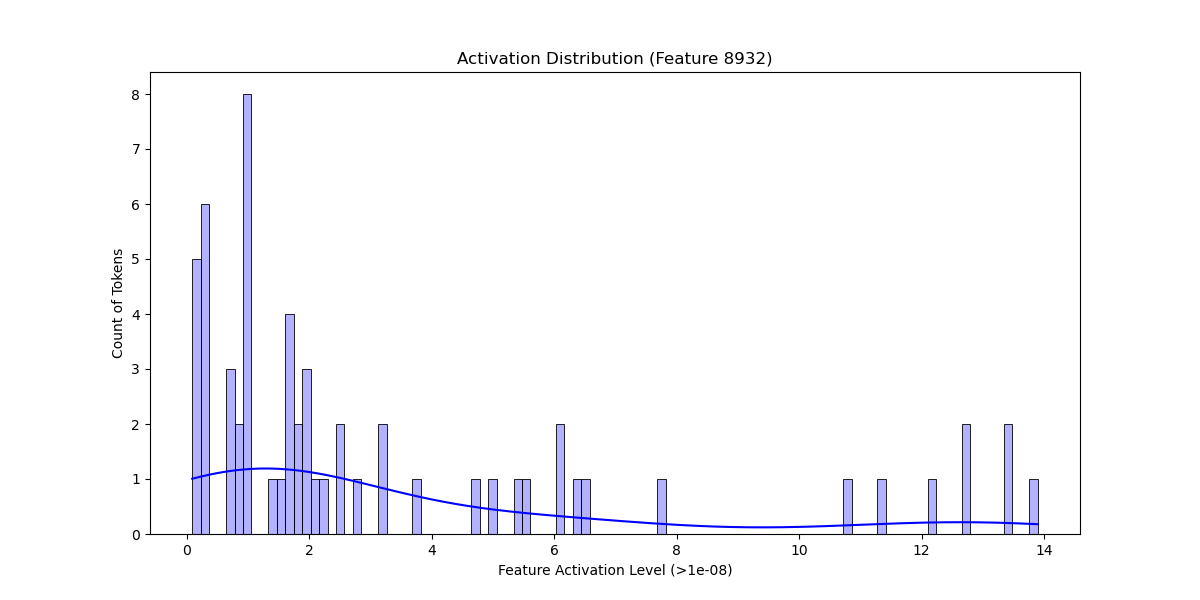 Activation Distribution (Feature 8932)
8
7
6
5
4
3
2
1
0
Count of Tokens
0 2 4 6 8 10 12 14
Feature Activation Level (>1e-08)